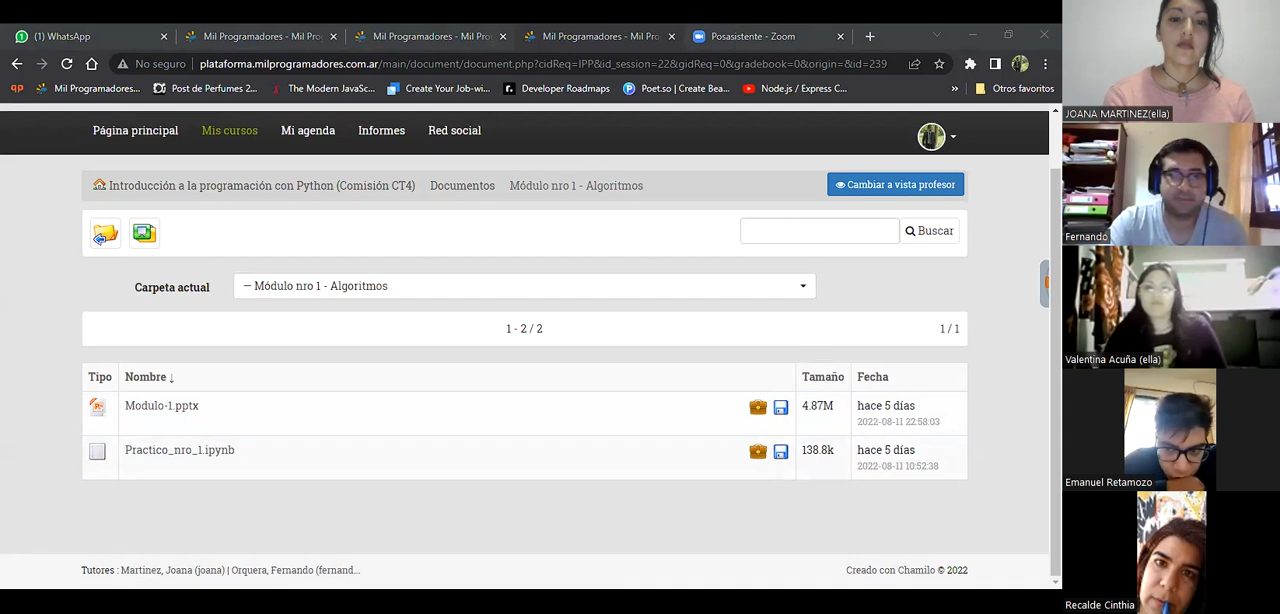 (1) WhatsApp
Mil Programadores - Mil Pro
Mil Programadores - Mil Proc
Mil Programadores - Mil Pro
Posasistente - Zoom
No seguro
plataforma.milprogramadores.com.ar/main/document/document.php?cidReq=IPP&id_session=22&gidReq=0&gradebook=0&origin=&id=239
qp
Mil Programadores...
Post de Perfumes 2...
The Modern JavaSc...
Create Your Job-wi...
Developer Roadmaps
Poet.so | Create Bea...
Node.js / Express C...
»
Otros favoritos
Página principal
Mis cursos
Mi agenda
Informes
Red social
Introducción a la programación con Python (Comisión CT4)
Documentos
Módulo nro 1 - Algoritmos
Cambiar a vista profesor
Buscar
Carpeta actual
— Módulo nro 1 - Algoritmos
1 - 2 / 2
1 / 1
Tipo
Nombre ↓
Tamaño
Fecha
Modulo-1.pptx
4.87M
hace 5 días
2022-08-11 22:58:03
Practico_nro_1.ipynb
138.8k
hace 5 días
2022-08-11 10:52:38
Tutores : Martinez, Joana (joana) | Orquera, Fernando (fernand...
Creado con Chamilo © 2022
JOANA MARTINEZ(ella)
Fernando
Valentina Acuña (ella)
Emanuel Retamozo
Recalde Cinthia